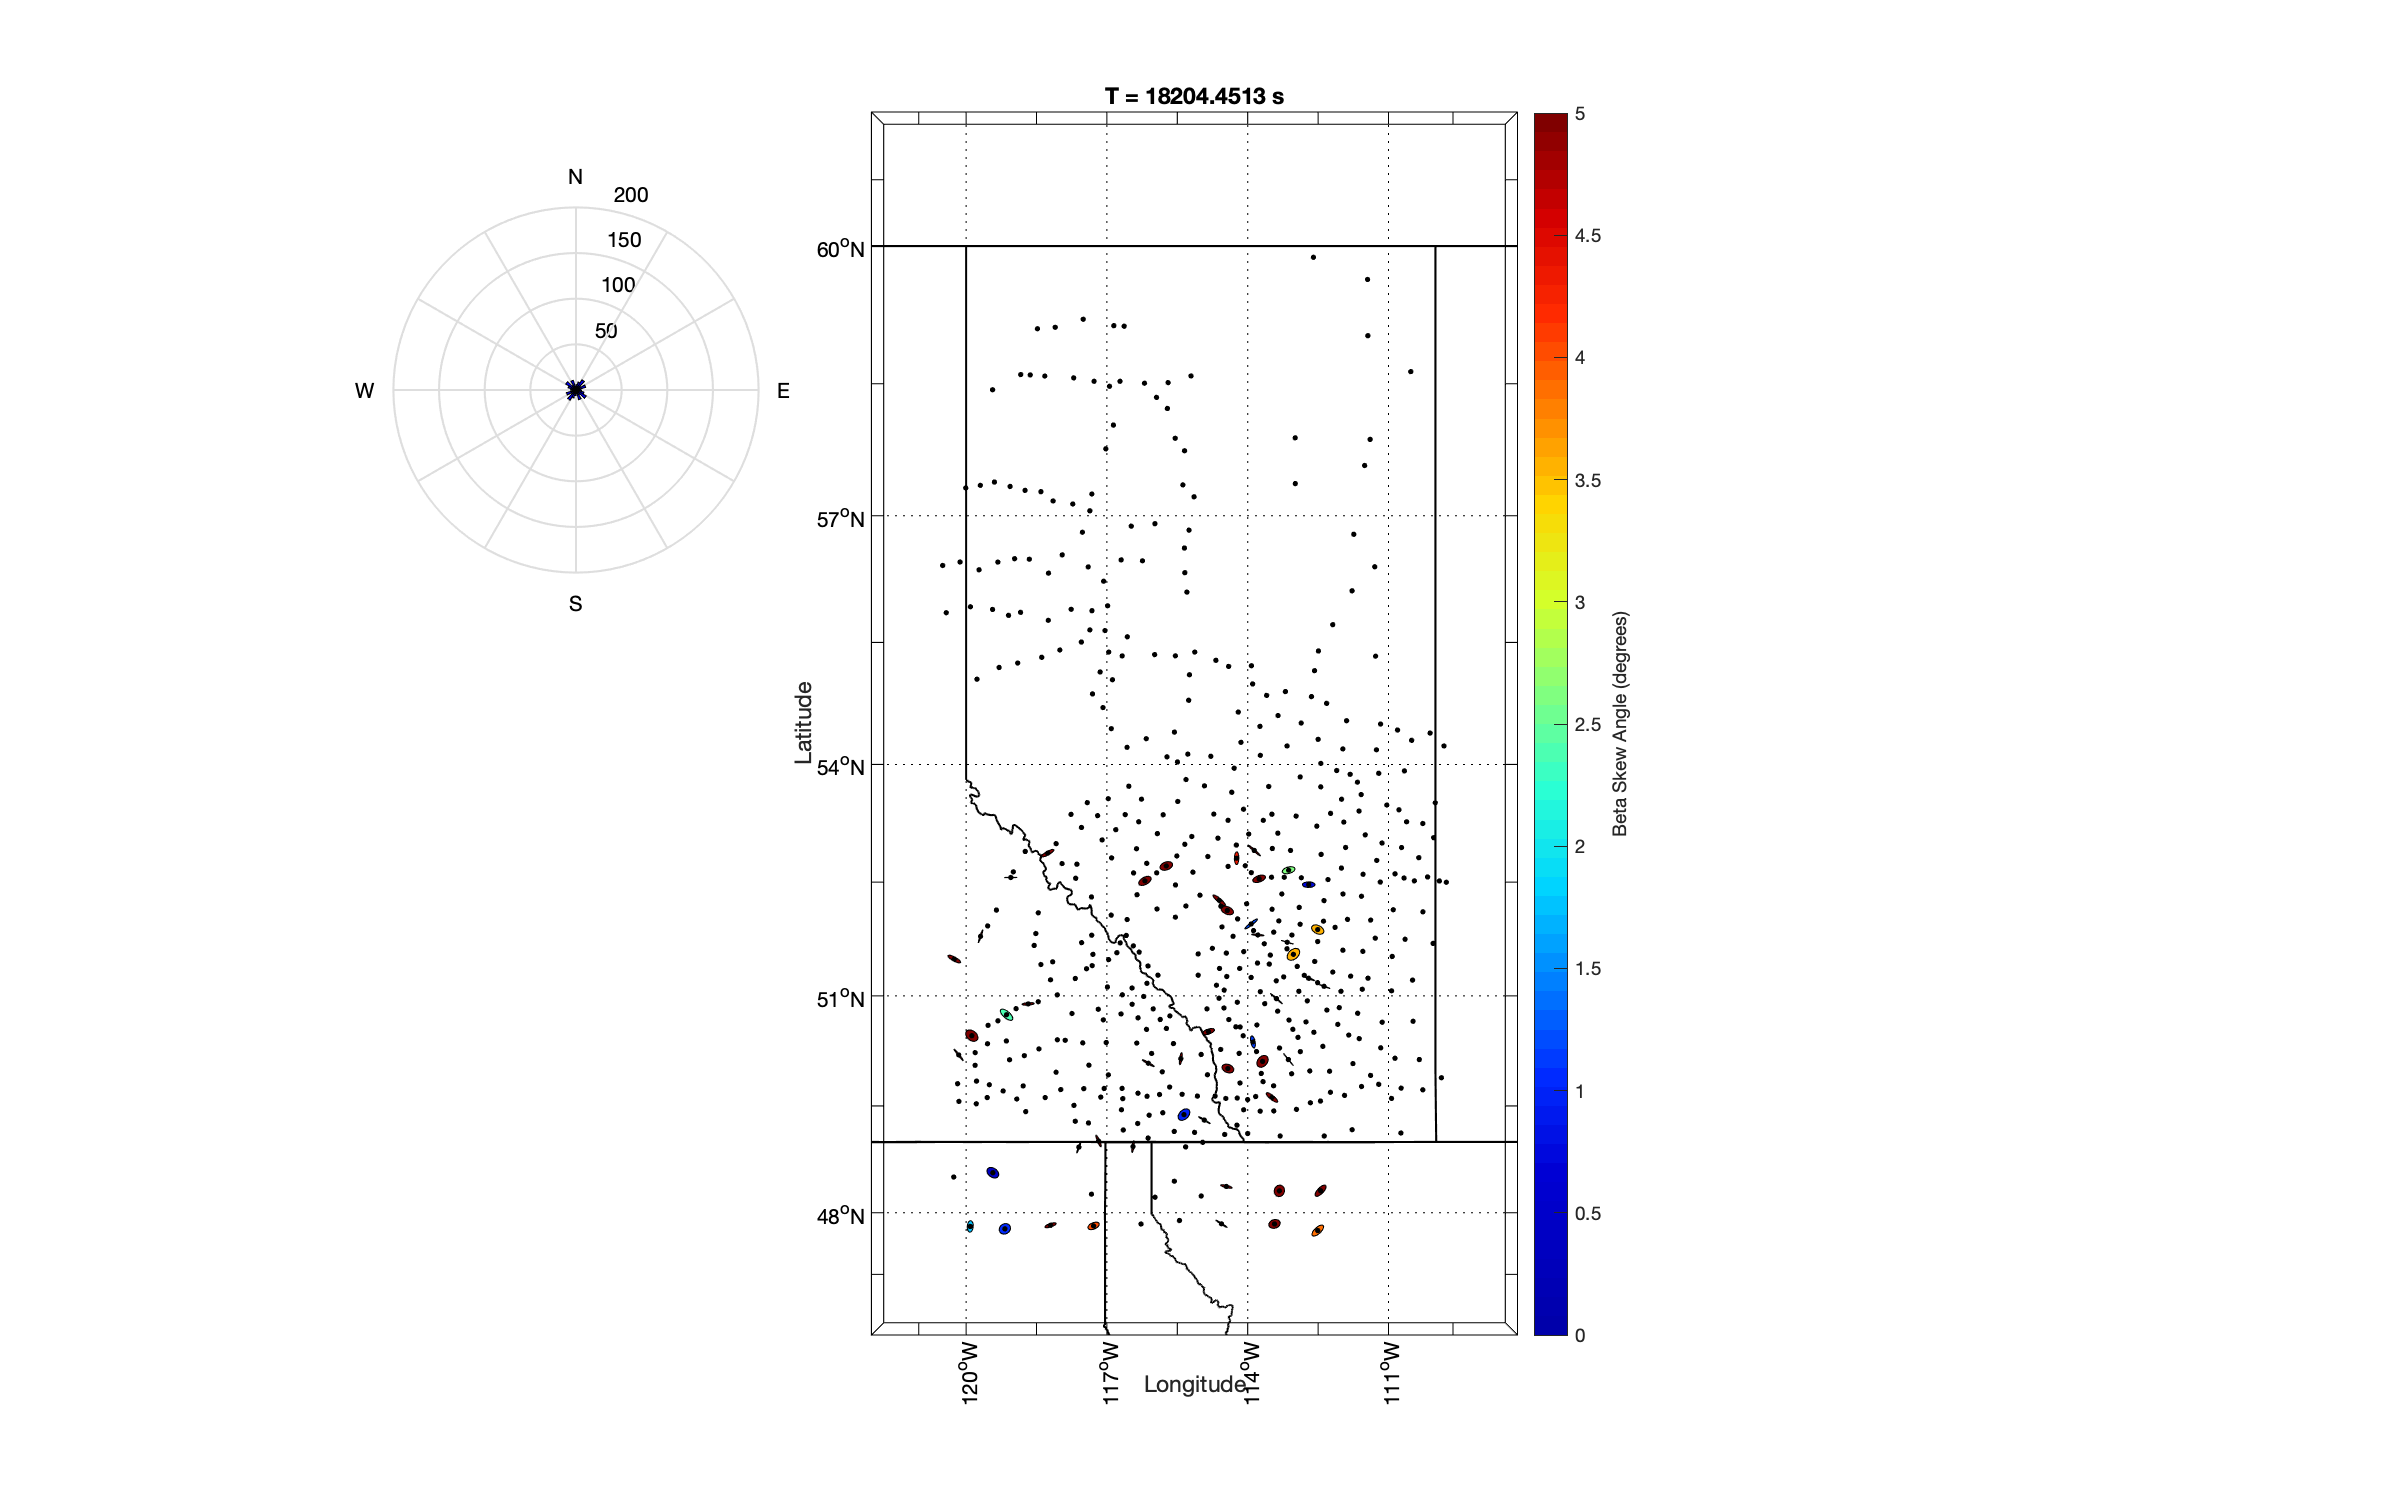 T = 18204.4513 s
N
200
150
100
50
W
E
S
60°N
57°N
54°N
51°N
48°N
Latitude
120°W
117°W
114°W
111°W
Longitude
5
4.5
4
3.5
3
2.5
2
1.5
1
0.5
0
Beta Skew Angle (degrees)